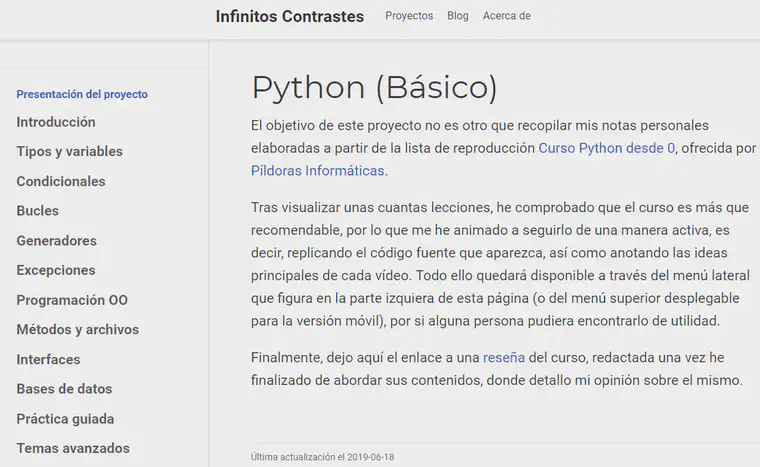 Infinitos Contrastes
Proyectos
Blog
Acerca de
Presentación del proyecto
Introducción
Tipos y variables
Condicionales
Bucles
Generadores
Excepciones
Programación OO
Métodos y archivos
Interfaces
Bases de datos
Práctica guiada
Temas avanzados
Python (Básico)
El objetivo de este proyecto no es otro que recopilar mis notas personales
elaboradas a partir de la lista de reproducción Curso Python desde 0, ofrecida por
Píldoras Informáticas.
Tras visualizar unas cuantas lecciones, he comprobado que el curso es más que
recomendable, por lo que me he animado a seguirlo de una manera activa, es
decir, replicando el código fuente que aparezca, así como anotando las ideas
principales de cada vídeo. Todo ello quedará disponible a través del menú lateral
que figura en la parte izquiera de esta página (o del menú superior desplegable
para la versión móvil), por si alguna persona pudiera encontrarlo de utilidad.
Finalmente, dejo aquí el enlace a una reseña del curso, redactada una vez he
finalizado de abordar sus contenidos, donde detallo mi opinión sobre el mismo.
Última actualización el 2019-06-18